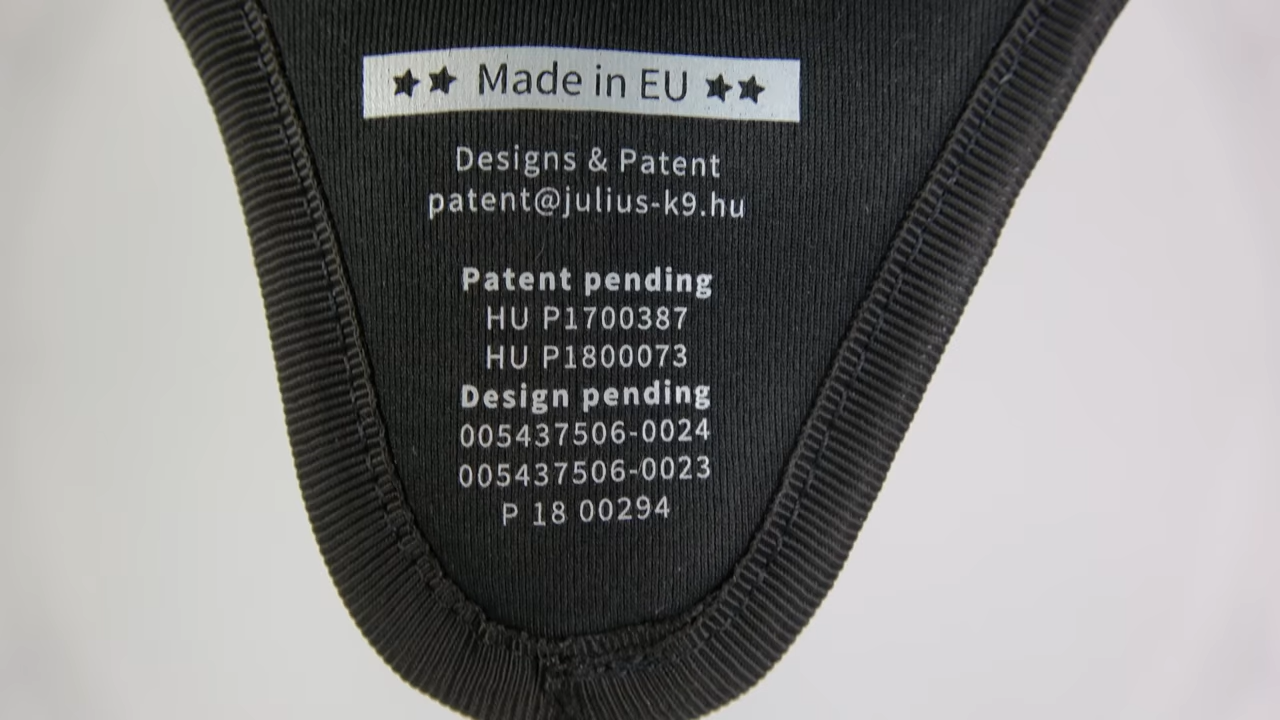 ★★ Made in EU ★★
Designs & Patent
patent@julius-k9.hu
Patent pending
HU P1700387
HU P1800073
Design pending
005437506-0024
005437506-0023
P 18 00294